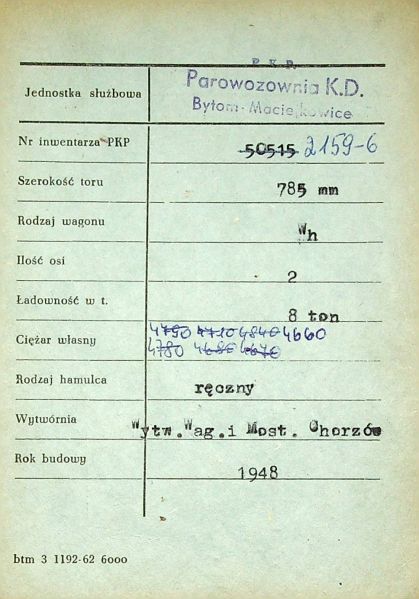 P.K.P.
Jednostka służbowa Parowozownia K.D.
Bytom-Maciejkowice
Nr inwentarza PKP 50515 2159-6
Szerokość toru 785 mm
Rodzaj wagonu Wh
Ilość osi 2
Ładowność w t. 8 ton
Ciężar własny 4790 4710 4840 4660
4780 4680 4670
Rodzaj hamulca ręczny
Wytwórnia Wytw.Wag.i Most. Chorzów
Rok budowy 1948
btm 3 1192-62 6000